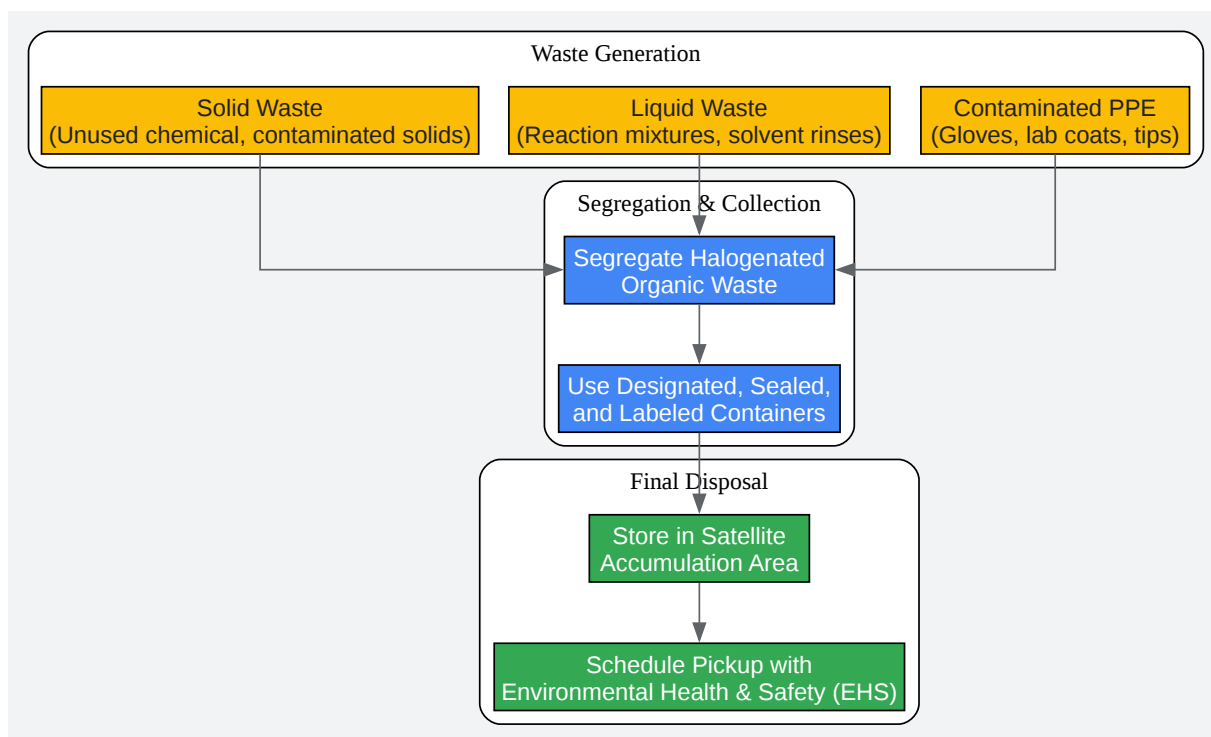 Waste Generation
Solid Waste
(Unused chemical, contaminated solids)
Liquid Waste
(Reaction mixtures, solvent rinses)
Contaminated PPE
(Gloves, lab coats, tips)
Segregation & Collection
Segregate Halogenated
Organic Waste
Use Designated, Sealed,
and Labeled Containers
Final Disposal
Store in Satellite
Accumulation Area
Schedule Pickup with
Environmental Health & Safety (EHS)